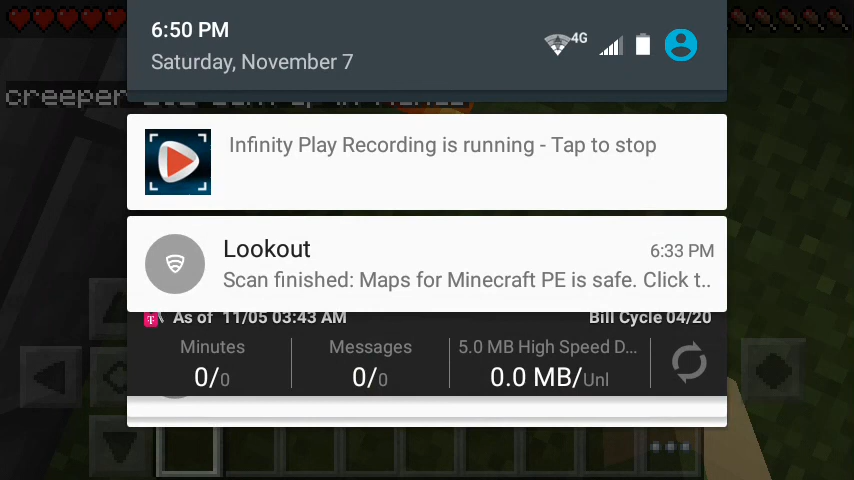 6:50 PM
4G
Saturday, November 7
creeper
Infinity Play Recording is running - Tap to stop
Lookout
6:33 PM
Scan finished: Maps for Minecraft PE is safe. Click t..
T
As of 11/05 03:43 AM
Bill Cycle 04/20
Minutes
Messages
5.0 MB High Speed D...
0/0
0/0
0.0 MB/Unl